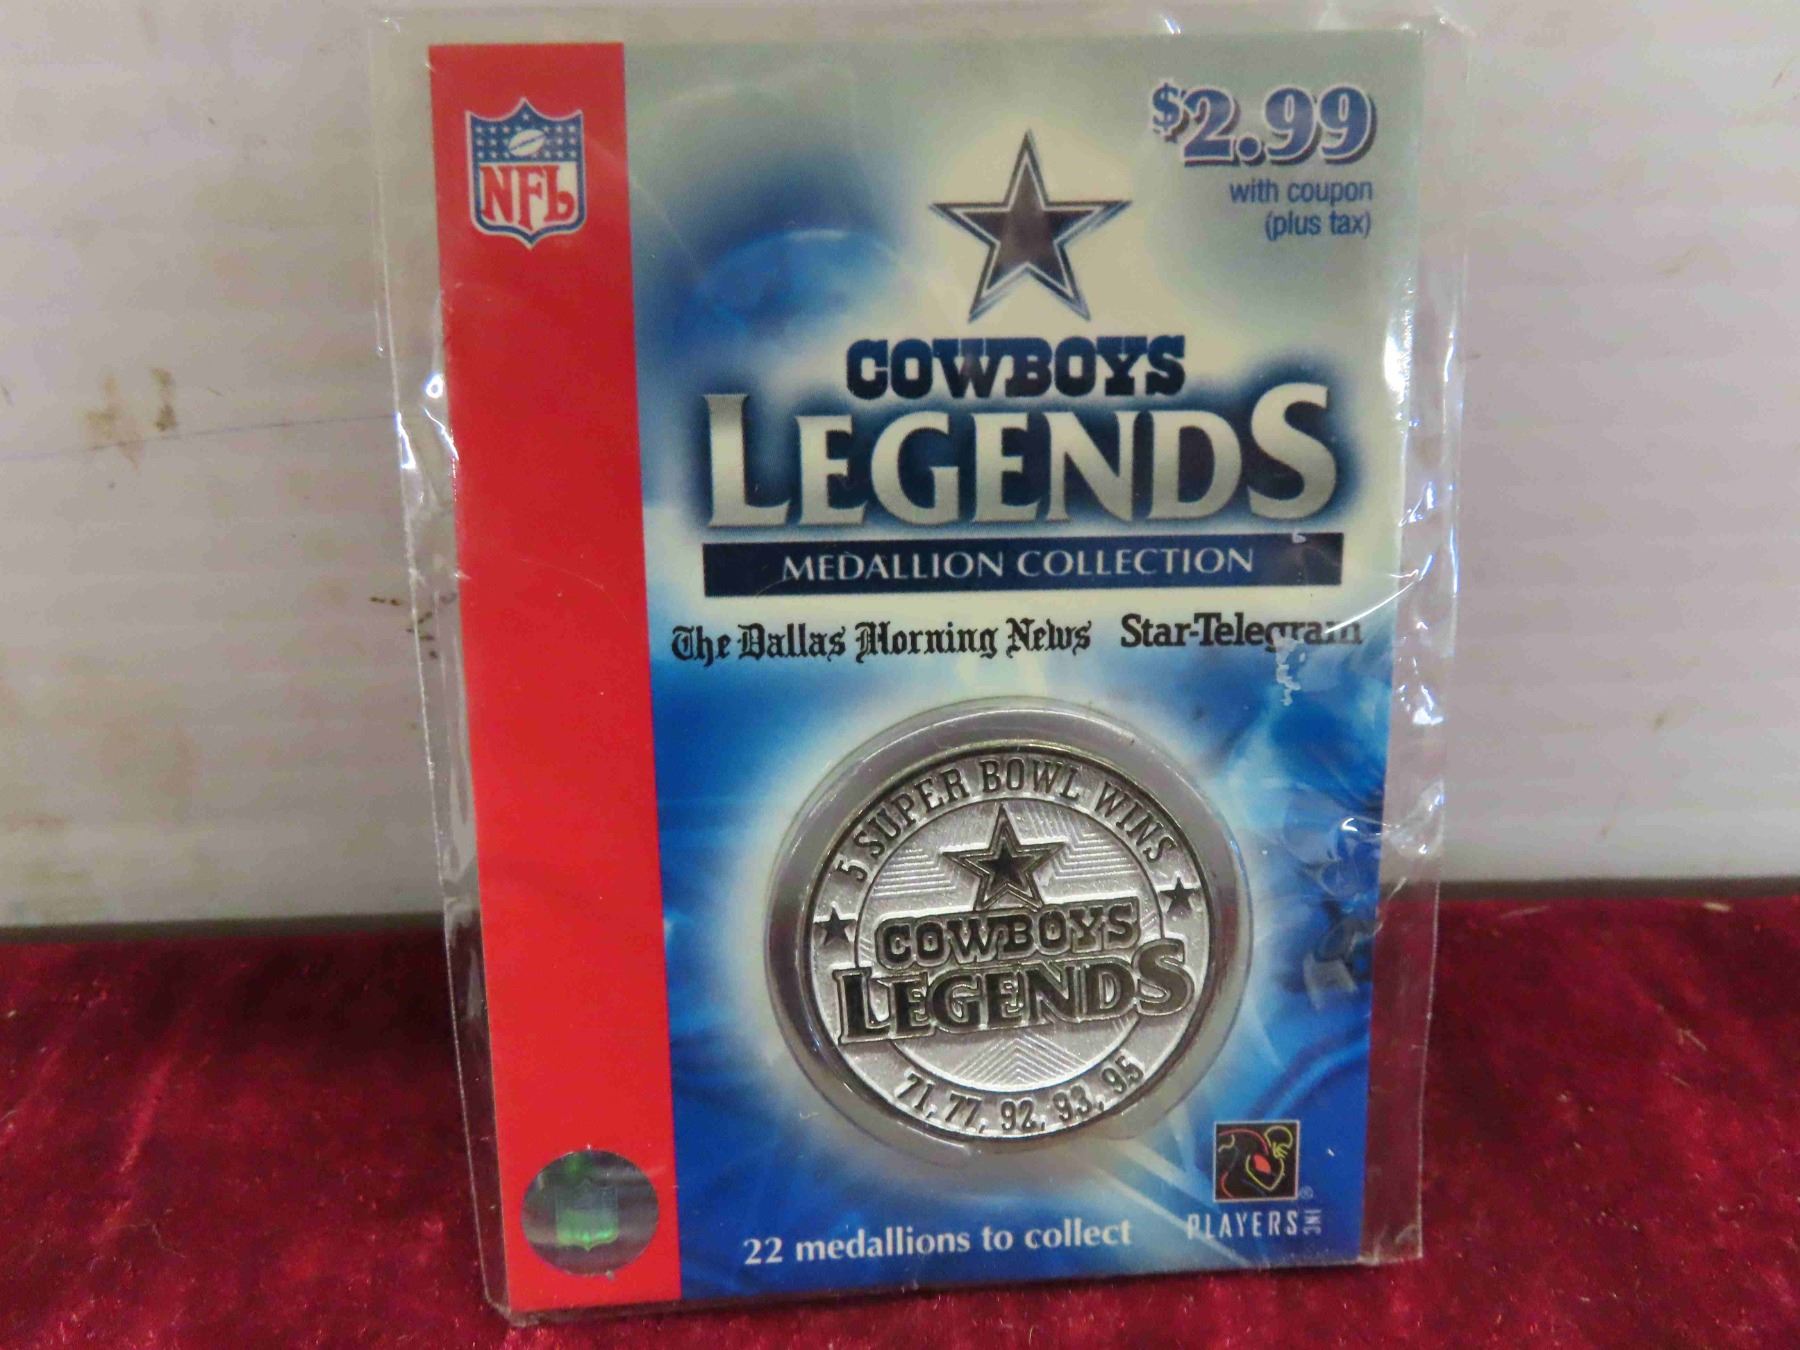 NFL
$2.99
with coupon
(plus tax)
COWBOYS
LEGENDS
MEDALLION COLLECTION
The Dallas Morning News Star-Telegram
5 SUPER BOWL WINS
COWBOYS
LEGENDS
71, 77, 92, 93, 95
22 medallions to collect
PLAYERS INC